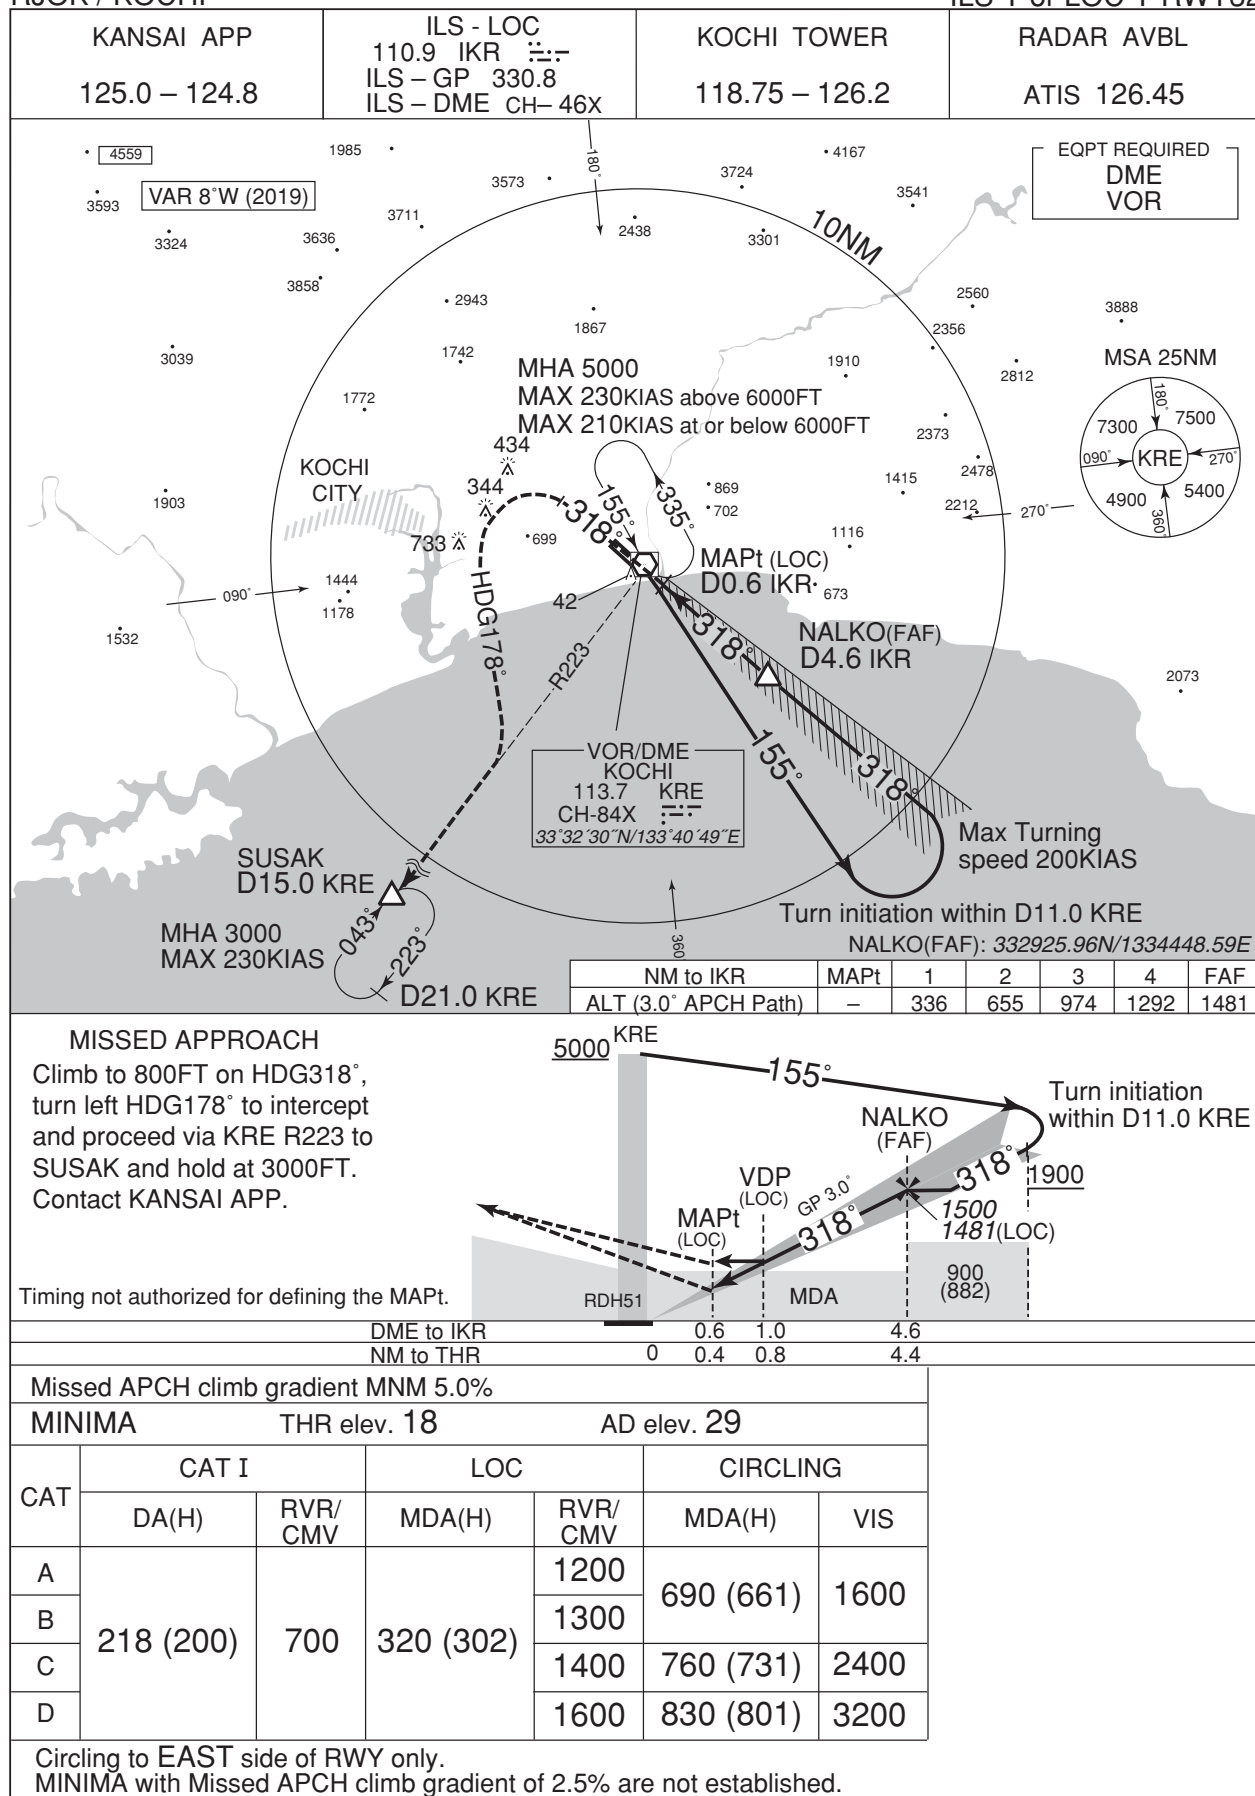 KANSAI APP
125.0 – 124.8
ILS - LOC
110.9 IKR
ILS – GP 330.8
ILS – DME CH– 46X
KOCHI TOWER
118.75 – 126.2
RADAR AVBL
ATIS 126.45
4559
1985
4167
3593
VAR 8°W (2019)
3573
180°
3724
3541
EQPT REQUIRED
DME
VOR
3324
3711
3636
2438
3301
10NM
3858
2943
1867
2560
3888
2356
3039
1742
1910
2812
MSA 25NM
MHA 5000
MAX 230KIAS above 6000FT
MAX 210KIAS at or below 6000FT
1772
2373
180°
7300
7500
090°
KRE
270°
4900
5400
360°
434
KOCHI
CITY
344
869
702
1415
2478
2212
270°
1903
733
699
318°
155°
335°
1116
MAPt (LOC)
D0.6 IKR
673
090°
1444
1178
42
HDG178°
1532
R223
318°
NALKO(FAF)
D4.6 IKR
2073
VOR/DME
KOCHI
113.7 KRE
CH-84X
33°32´30˝N/133°40´49˝E
155°
318°
Max Turning
speed 200KIAS
SUSAK
D15.0 KRE
MHA 3000
MAX 230KIAS
043°
223°
D21.0 KRE
360
Turn initiation within D11.0 KRE
NALKO(FAF): 332925.96N/1334448.59E
NM to IKR MAPt 1 2 3 4 FAF
ALT (3.0° APCH Path) – 336 655 974 1292 1481
MISSED APPROACH
Climb to 800FT on HDG318°,
turn left HDG178° to intercept
and proceed via KRE R223 to
SUSAK and hold at 3000FT.
Contact KANSAI APP.
5000
KRE
155°
Turn initiation
within D11.0 KRE
NALKO
(FAF)
VDP
(LOC)
GP 3.0°
318°
318°
1900
MAPt
(LOC)
1500
1481(LOC)
900
(882)
MDA
RDH51
Timing not authorized for defining the MAPt.
DME to IKR 0.6 1.0 4.6
NM to THR 0 0.4 0.8 4.4
Missed APCH climb gradient MNM 5.0%
MINIMA THR elev. 18 AD elev. 29
CAT CAT I LOC CIRCLING
DA(H) RVR/CMV MDA(H) RVR/CMV MDA(H) VIS
A 218 (200) 700 320 (302) 1200 690 (661) 1600
B 1300
C 1400 760 (731) 2400
D 1600 830 (801) 3200
Circling to EAST side of RWY only.
MINIMA with Missed APCH climb gradient of 2.5% are not established.